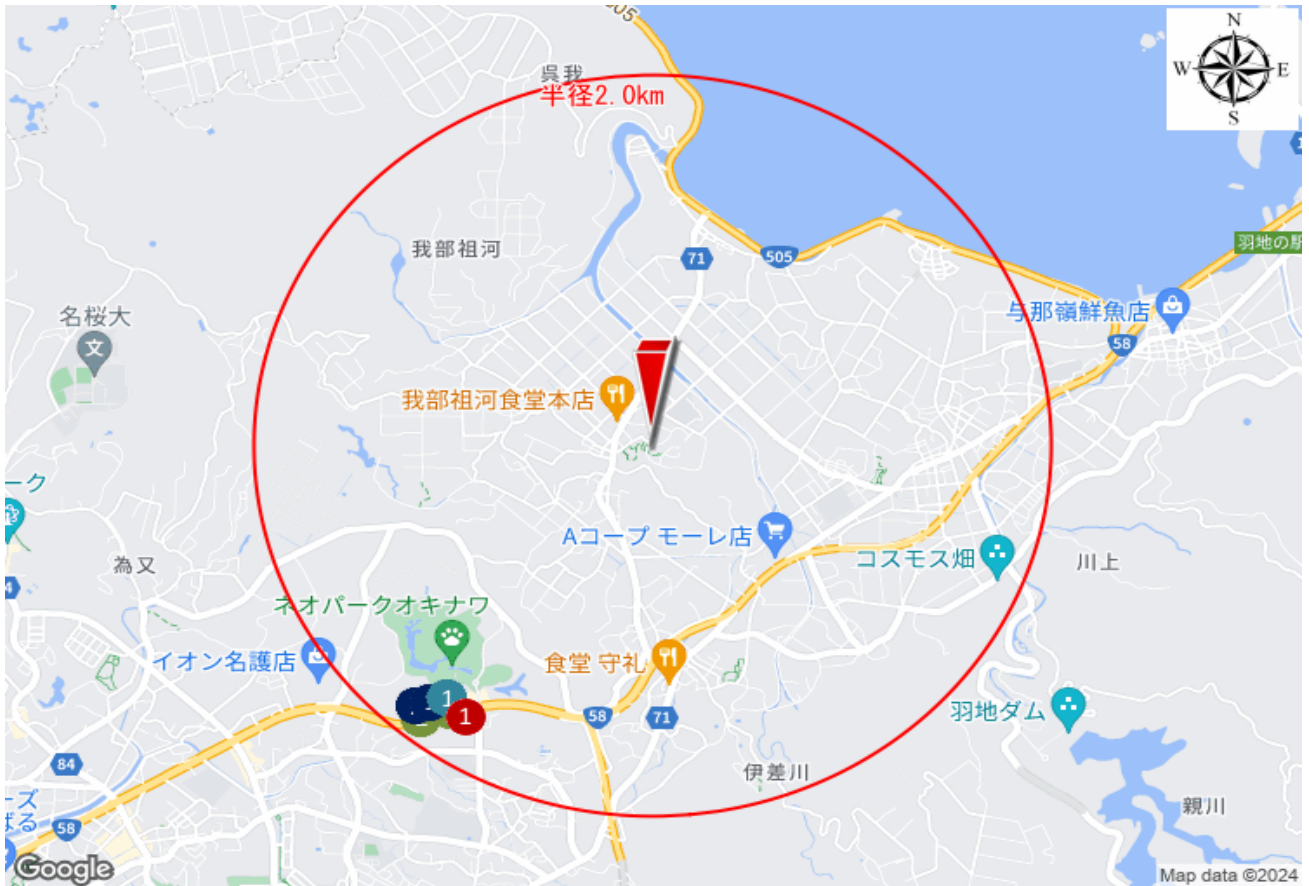 505
N
W
E
S
呉我
半径2.0km
我部祖河
71
505
羽地の駅
名桜大
文
与那嶺鮮魚店
58
我部祖河食堂本店
ーク
Aコープ モーレ店
コスモス畑
川上
為又
4
ネオパークオキナワ
イオン名護店
食堂 守礼
1
1
58
71
羽地ダム
84
伊差川
ーズ
ばる
58
親川
Google
Map data ©2024